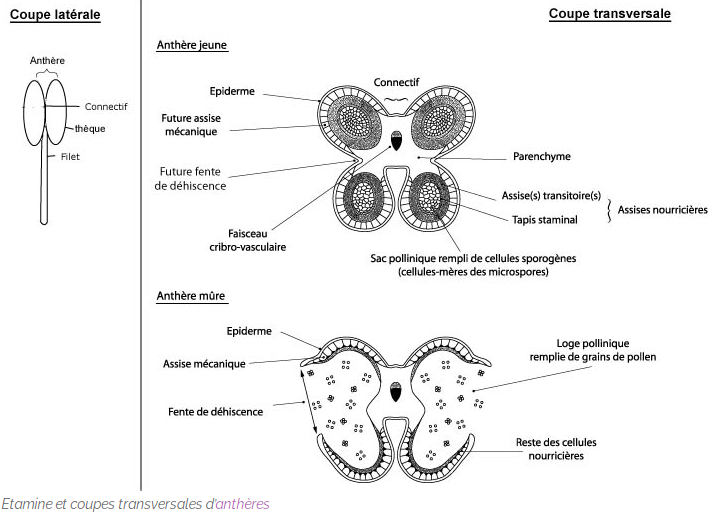 Coupe latérale
Coupe transversale
Anthère
Connectif
thèque
Filet
Anthère jeune
Connectif
Epiderme
Future assise
mécanique
Future fente
de déhiscence
Faisceau
cribro-vasculaire
Parenchyme
Assise(s) transitoire(s)
Tapis staminal
Assises nourricières
Sac pollinique rempli de cellules sporogènes
(cellules-mères des microspores)
Anthère mûre
Epiderme
Assise mécanique
Fente de déhiscence
Loge pollinique
remplie de grains de pollen
Reste des cellules
nourricières
Etamine et coupes transversales d'anthères